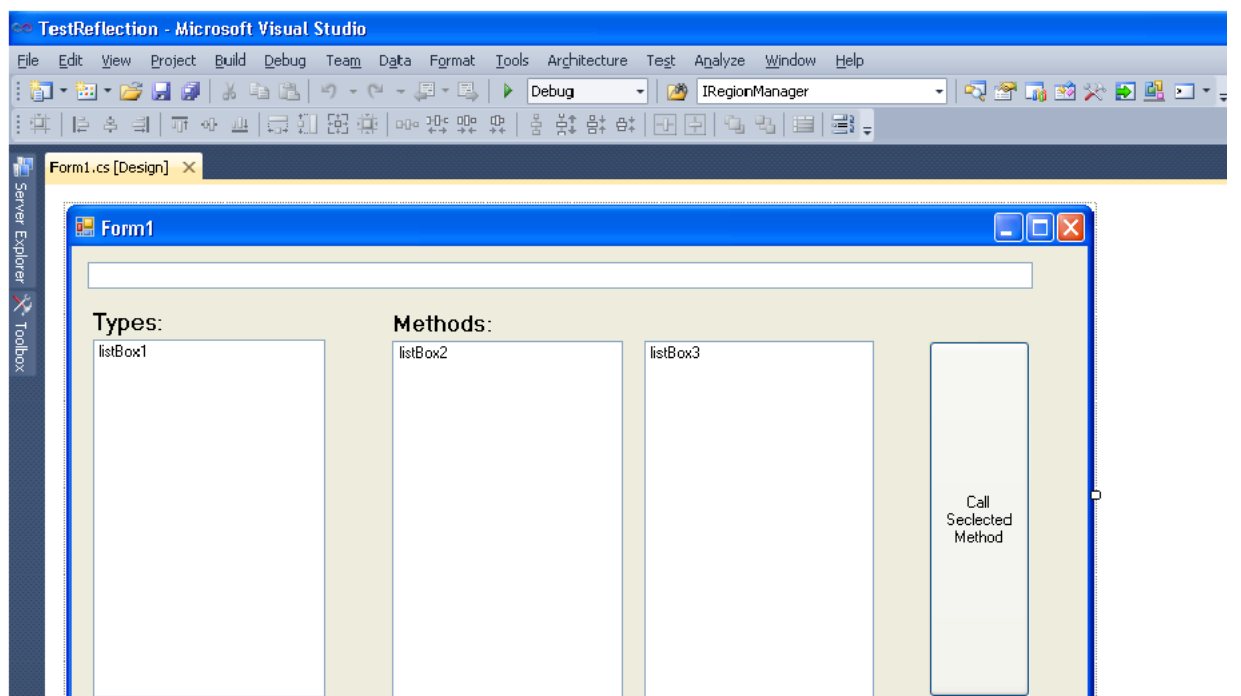 TestReflection - Microsoft Visual Studio
File Edit View Project Build Debug Team Data Format Tools Architecture Test Analyze Window Help
Debug IRegionManager
Form1.cs [Design]
Server Explorer
Toolbox
Form1
Types: Methods:
listBox1 listBox2 listBox3
Call
Seclected
Method